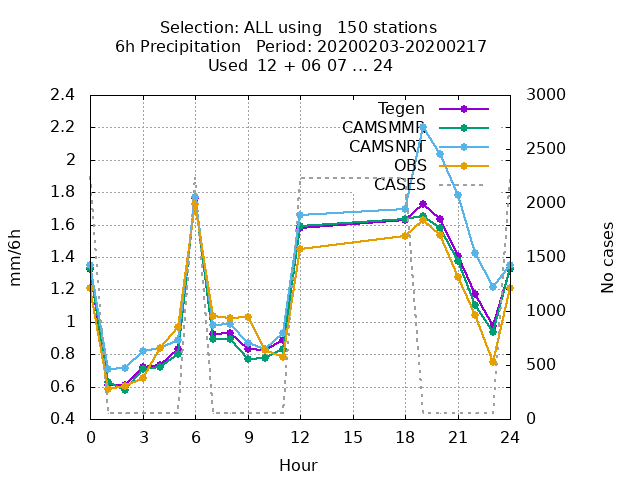 Selection: ALL using   150 stations
6h Precipitation   Period: 20200203-20200217
Used  12 + 06 07 ... 24
2.4
2.2
2
1.8
1.6
1.4
1.2
1
0.8
0.6
0.4
mm/6h
3000
2500
2000
1500
1000
500
0
No cases
Tegen
CAMSMMR
CAMSNRT
OBS
CASES
0 3 6 9 12 15 18 21 24
Hour